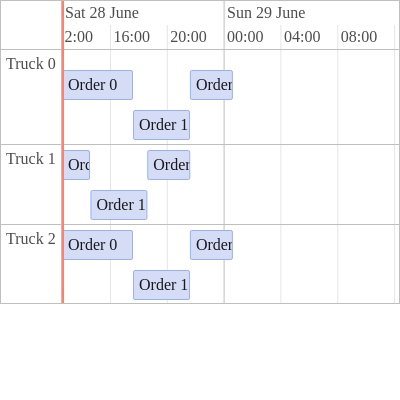 Sat 28 June
Sun 29 June
2:00 16:00 20:00 00:00 04:00 08:00
Truck 0
Order 0 Order
Order 1
Truck 1
Order
Order 1
Truck 2
Order 0 Order
Order 1